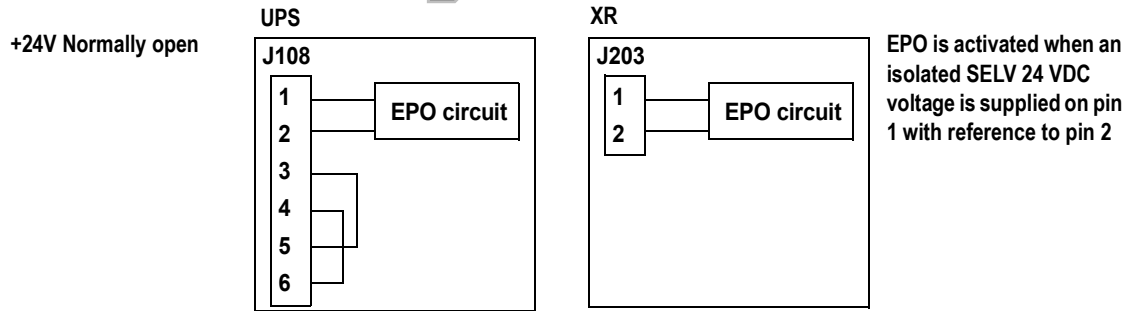 UPS
XR
+24V Normally open
J108
1
2
3
4
5
6
EPO circuit
J203
1
2
EPO circuit
EPO is activated when an
isolated SELV 24 VDC
voltage is supplied on pin
1 with reference to pin 2